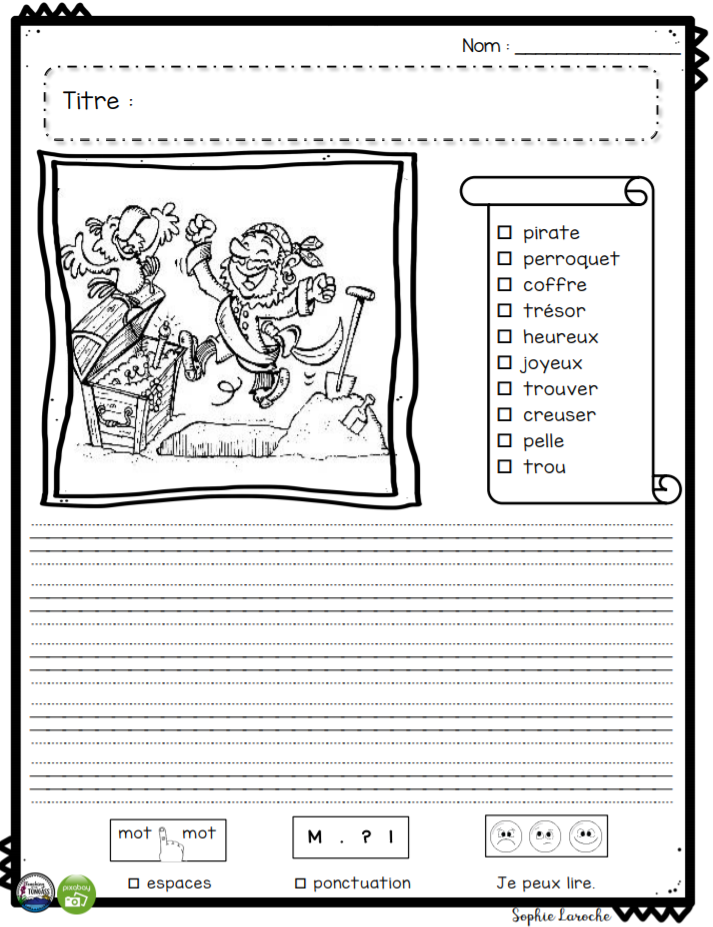 Nom :
Titre :
pirate
perroquet
coffre
trésor
heureux
joyeux
trouver
creuser
pelle
trou
mot mot
M . ? l
espaces
ponctuation
Je peux lire.
pixabay
Sophie Laroche